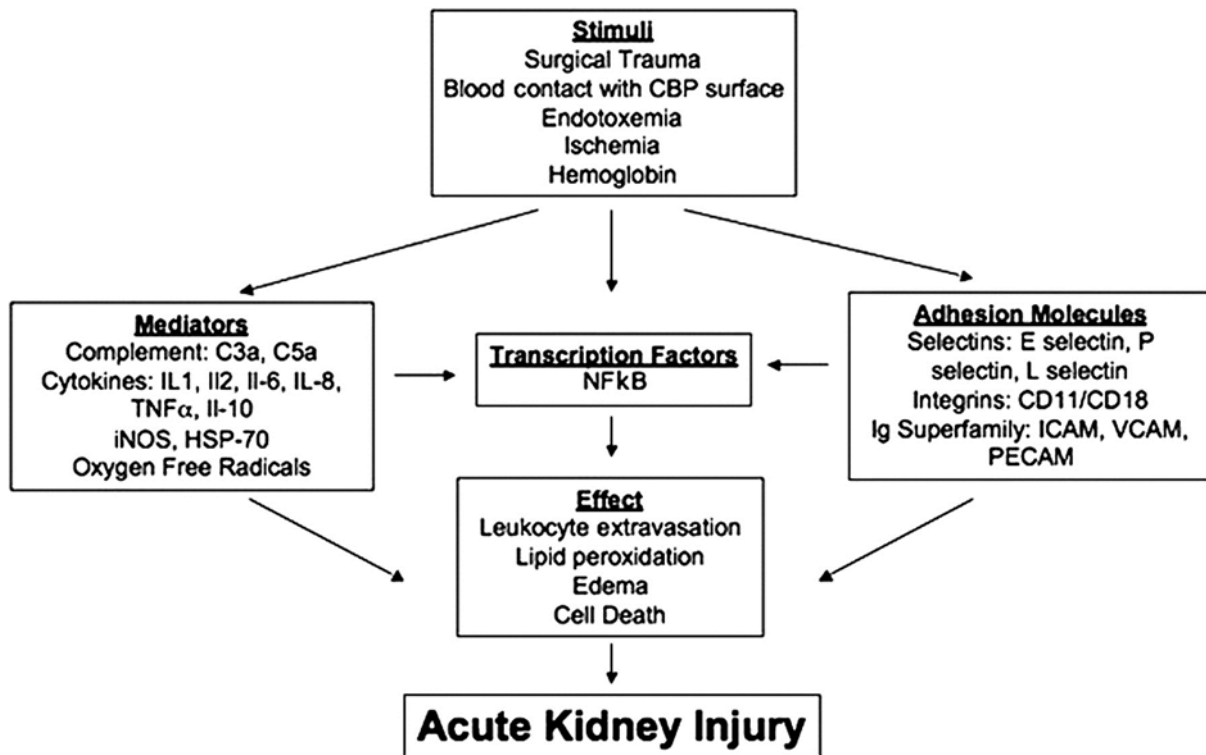 Stimuli
Surgical Trauma
Blood contact with CBP surface
Endotoxemia
Ischemia
Hemoglobin
Mediators
Complement: C3a, C5a
Cytokines: IL1, Il2, Il-6, IL-8,
TNFα, Il-10
iNOS, HSP-70
Oxygen Free Radicals
Transcription Factors
NFkB
Adhesion Molecules
Selectins: E selectin, P
selectin, L selectin
Integrins: CD11/CD18
Ig Superfamily: ICAM, VCAM,
PECAM
Effect
Leukocyte extravasation
Lipid peroxidation
Edema
Cell Death
Acute Kidney Injury